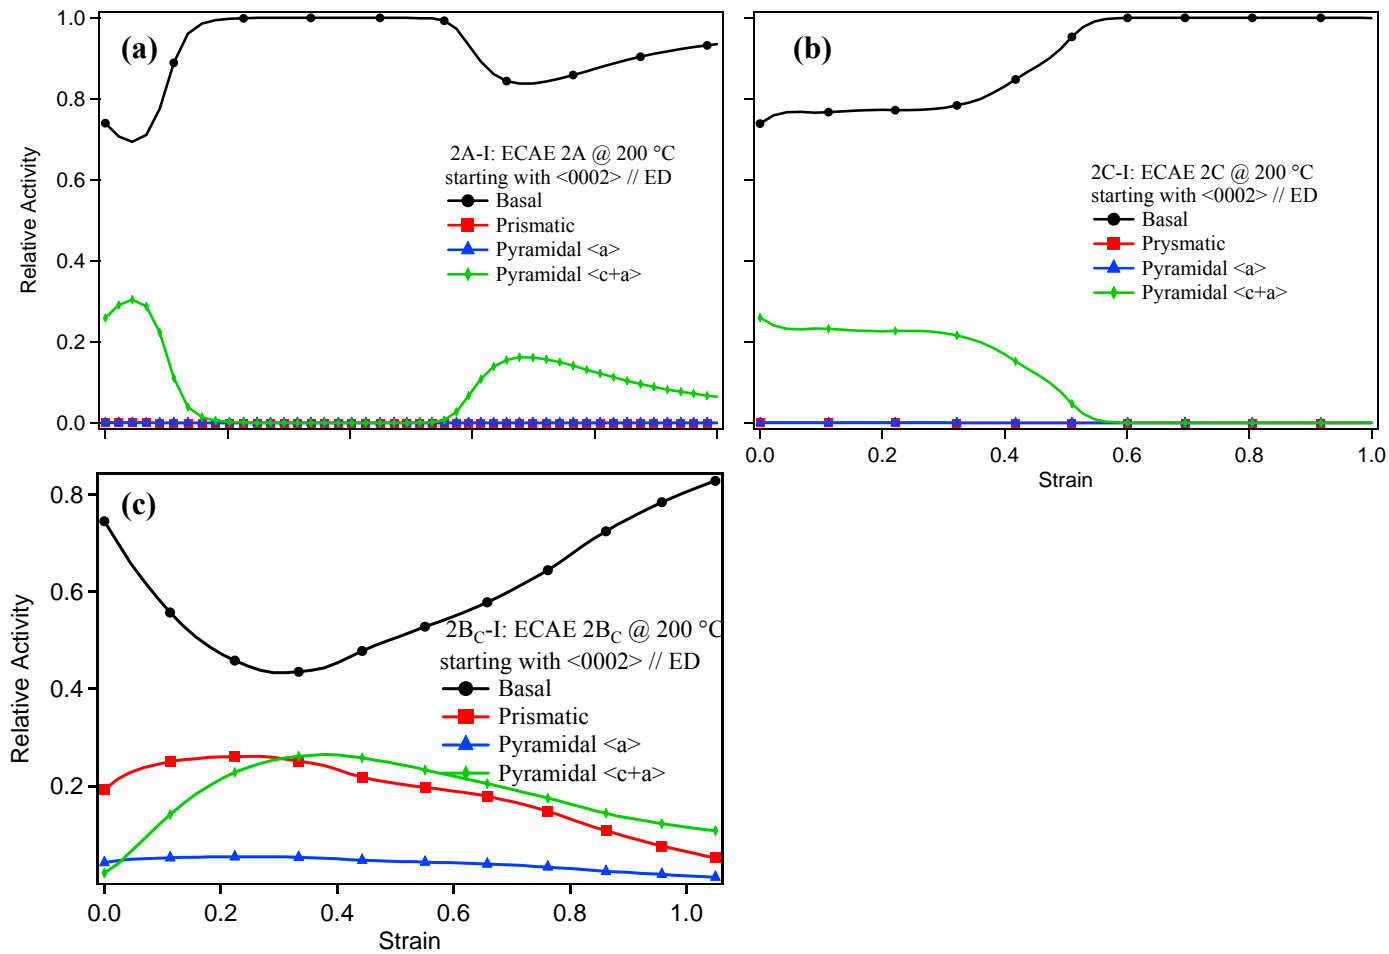 (a)
1.0
0.8
0.6
0.4
0.2
0.0
Relative Activity
2A-I: ECAE 2A @ 200 °C
starting with <0002> // ED
Basal
Prismatic
Pyramidal <a>
Pyramidal <c+a>
(b)
2C-I: ECAE 2C @ 200 °C
starting with <0002> // ED
Basal
Prysmatic
Pyramidal <a>
Pyramidal <c+a>
0.0 0.2 0.4 0.6 0.8 1.0
Strain
(c)
0.8
0.6
0.4
0.2
Relative Activity
2BC-I: ECAE 2BC @ 200 °C
starting with <0002> // ED
Basal
Prismatic
Pyramidal <a>
Pyramidal <c+a>
0.0 0.2 0.4 0.6 0.8 1.0
Strain